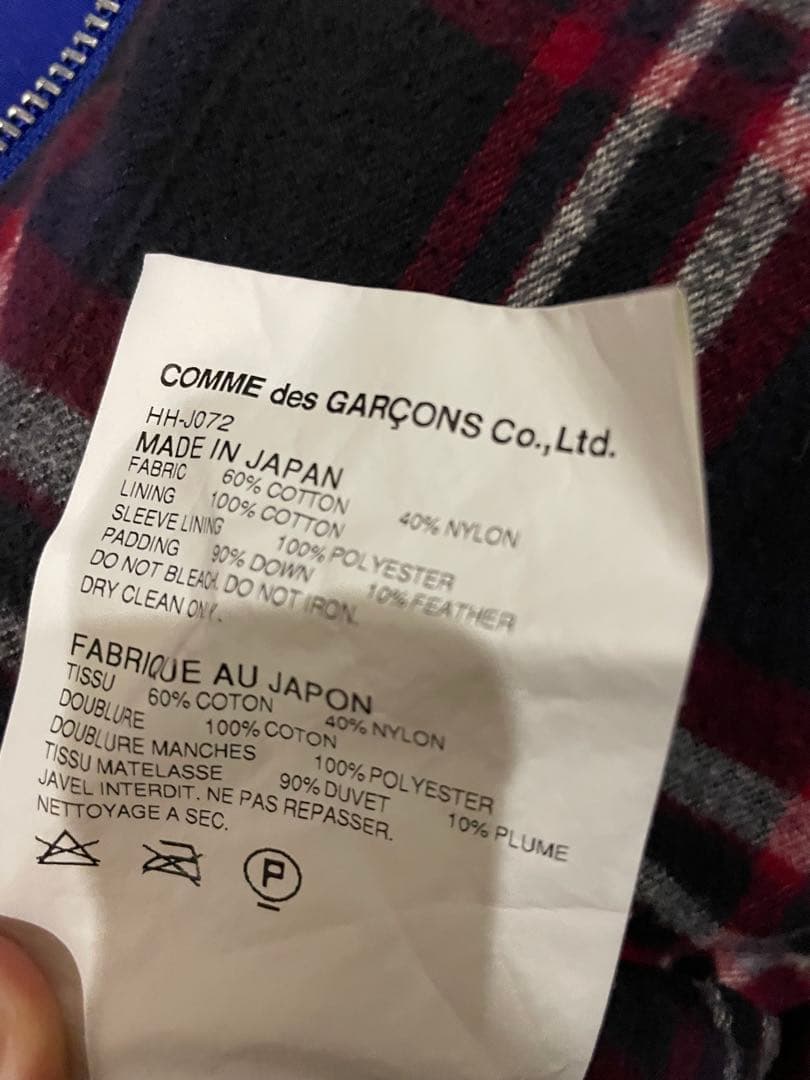 COMME des GARÇONS Co.,Ltd.
HH-J072
MADE IN JAPAN
FABRIC 60% COTTON 40% NYLON
LINING 100% COTTON
SLEEVE LINING 100% POLYESTER
PADDING 90% DOWN 10% FEATHER
DO NOT BLEACH. DO NOT IRON.
DRY CLEAN ONLY.
FABRIQUE AU JAPON
TISSU 60% COTON 40% NYLON
DOUBLURE 100% COTON
DOUBLURE MANCHES 100% POLYESTER
TISSU MATELASSE 90% DUVET 10% PLUME
JAVEL INTERDIT. NE PAS REPASSER.
NETTOYAGE A SEC.
P